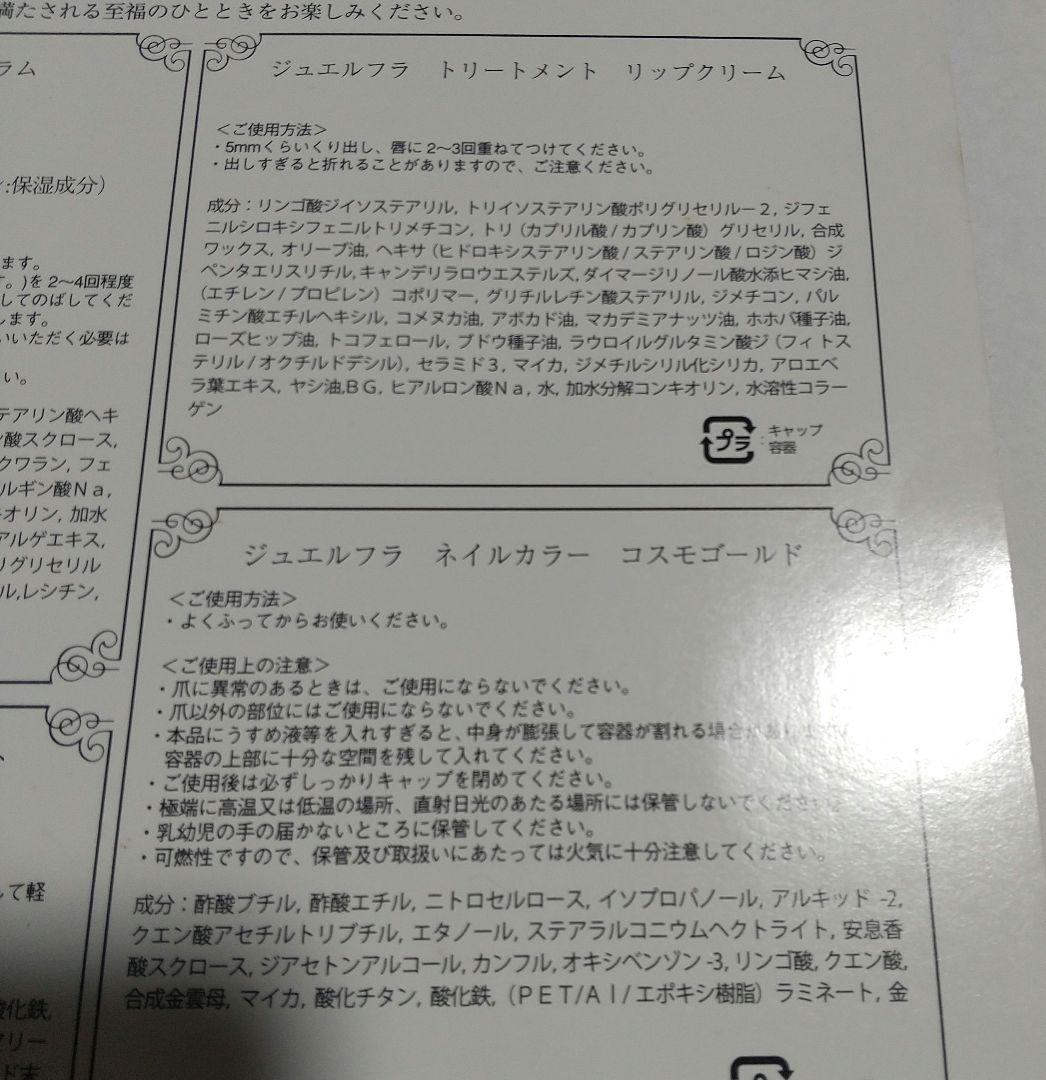 満たされる至福のひとときをお楽しみください。
ラム
:保湿成分)
ます。
す。)を 2〜4回程度
してのばしてくだ
します。
いいただく必要は
い。
テアリン酸ヘキ
酸スクロース,
クワラン, フェ
ルギン酸Na,
オリン, 加水
アルゲエキス,
リグリセリル
ル,レシチン,
して軽
酸化鉄,
ド末
ジュエルフラ トリートメント リップクリーム
<ご使用方法>
・5mmくらいくり出し、唇に 2〜3回重ねてつけてください。
・出しすぎると折れることがありますので、ご注意ください。
成分:リンゴ酸ジイソステアリル, トリイソステアリン酸ポリグリセリル－2, ジフェ
ニルシロキシフェニルトリメチコン, トリ(カプリル酸/カプリン酸)グリセリル, 合成
ワックス, オリーブ油, ヘキサ(ヒドロキシステアリン酸/ステアリン酸/ロジン酸)ジ
ペンタエリスリチル,キャンデリラロウエステルズ,ダイマージリノール酸水添ヒマシ油,
(エチレン/プロピレン)コポリマー, グリチルレチン酸ステアリル, ジメチコン, パル
ミチン酸エチルヘキシル, コメヌカ油, アボカド油, マカデミアナッツ油, ホホバ種子油,
ローズヒップ油, トコフェロール, ブドウ種子油, ラウロイルグルタミン酸ジ(フィトス
テリル/オクチルドデシル), セラミド3, マイカ, ジメチルシリル化シリカ, アロエベ
ラ葉エキス, ヤシ油,BG, ヒアルロン酸Na, 水, 加水分解コンキオリン, 水溶性コラー
ゲン
プラ : キャップ
容器
ジュエルフラ ネイルカラー コスモゴールド
<ご使用方法>
・よくふってからお使いください。
<ご使用上の注意>
・爪に異常のあるときは、ご使用にならないでください。
・爪以外の部位にはご使用にならないでください。
・本品にうすめ液等を入れすぎると、中身が膨張して容器が割れる場合があります。
容器の上部に十分な空間を残して入れてください。
・ご使用後は必ずしっかりキャップを閉めてください。
・極端に高温又は低温の場所、直射日光のあたる場所には保管しないでください。
・乳幼児の手の届かないところに保管してください。
・可燃性ですので、保管及び取扱いにあたっては火気に十分注意してください。
成分:酢酸ブチル, 酢酸エチル, ニトロセルロース, イソプロパノール, アルキッド -2,
クエン酸アセチルトリブチル, エタノール, ステアラルコニウムヘクトライト, 安息香
酸スクロース, ジアセトンアルコール, カンフル, オキシベンゾン-3, リンゴ酸, クエン酸,
合成金雲母, マイカ, 酸化チタン, 酸化鉄, (PET/Al/エポキシ樹脂)ラミネート, 金